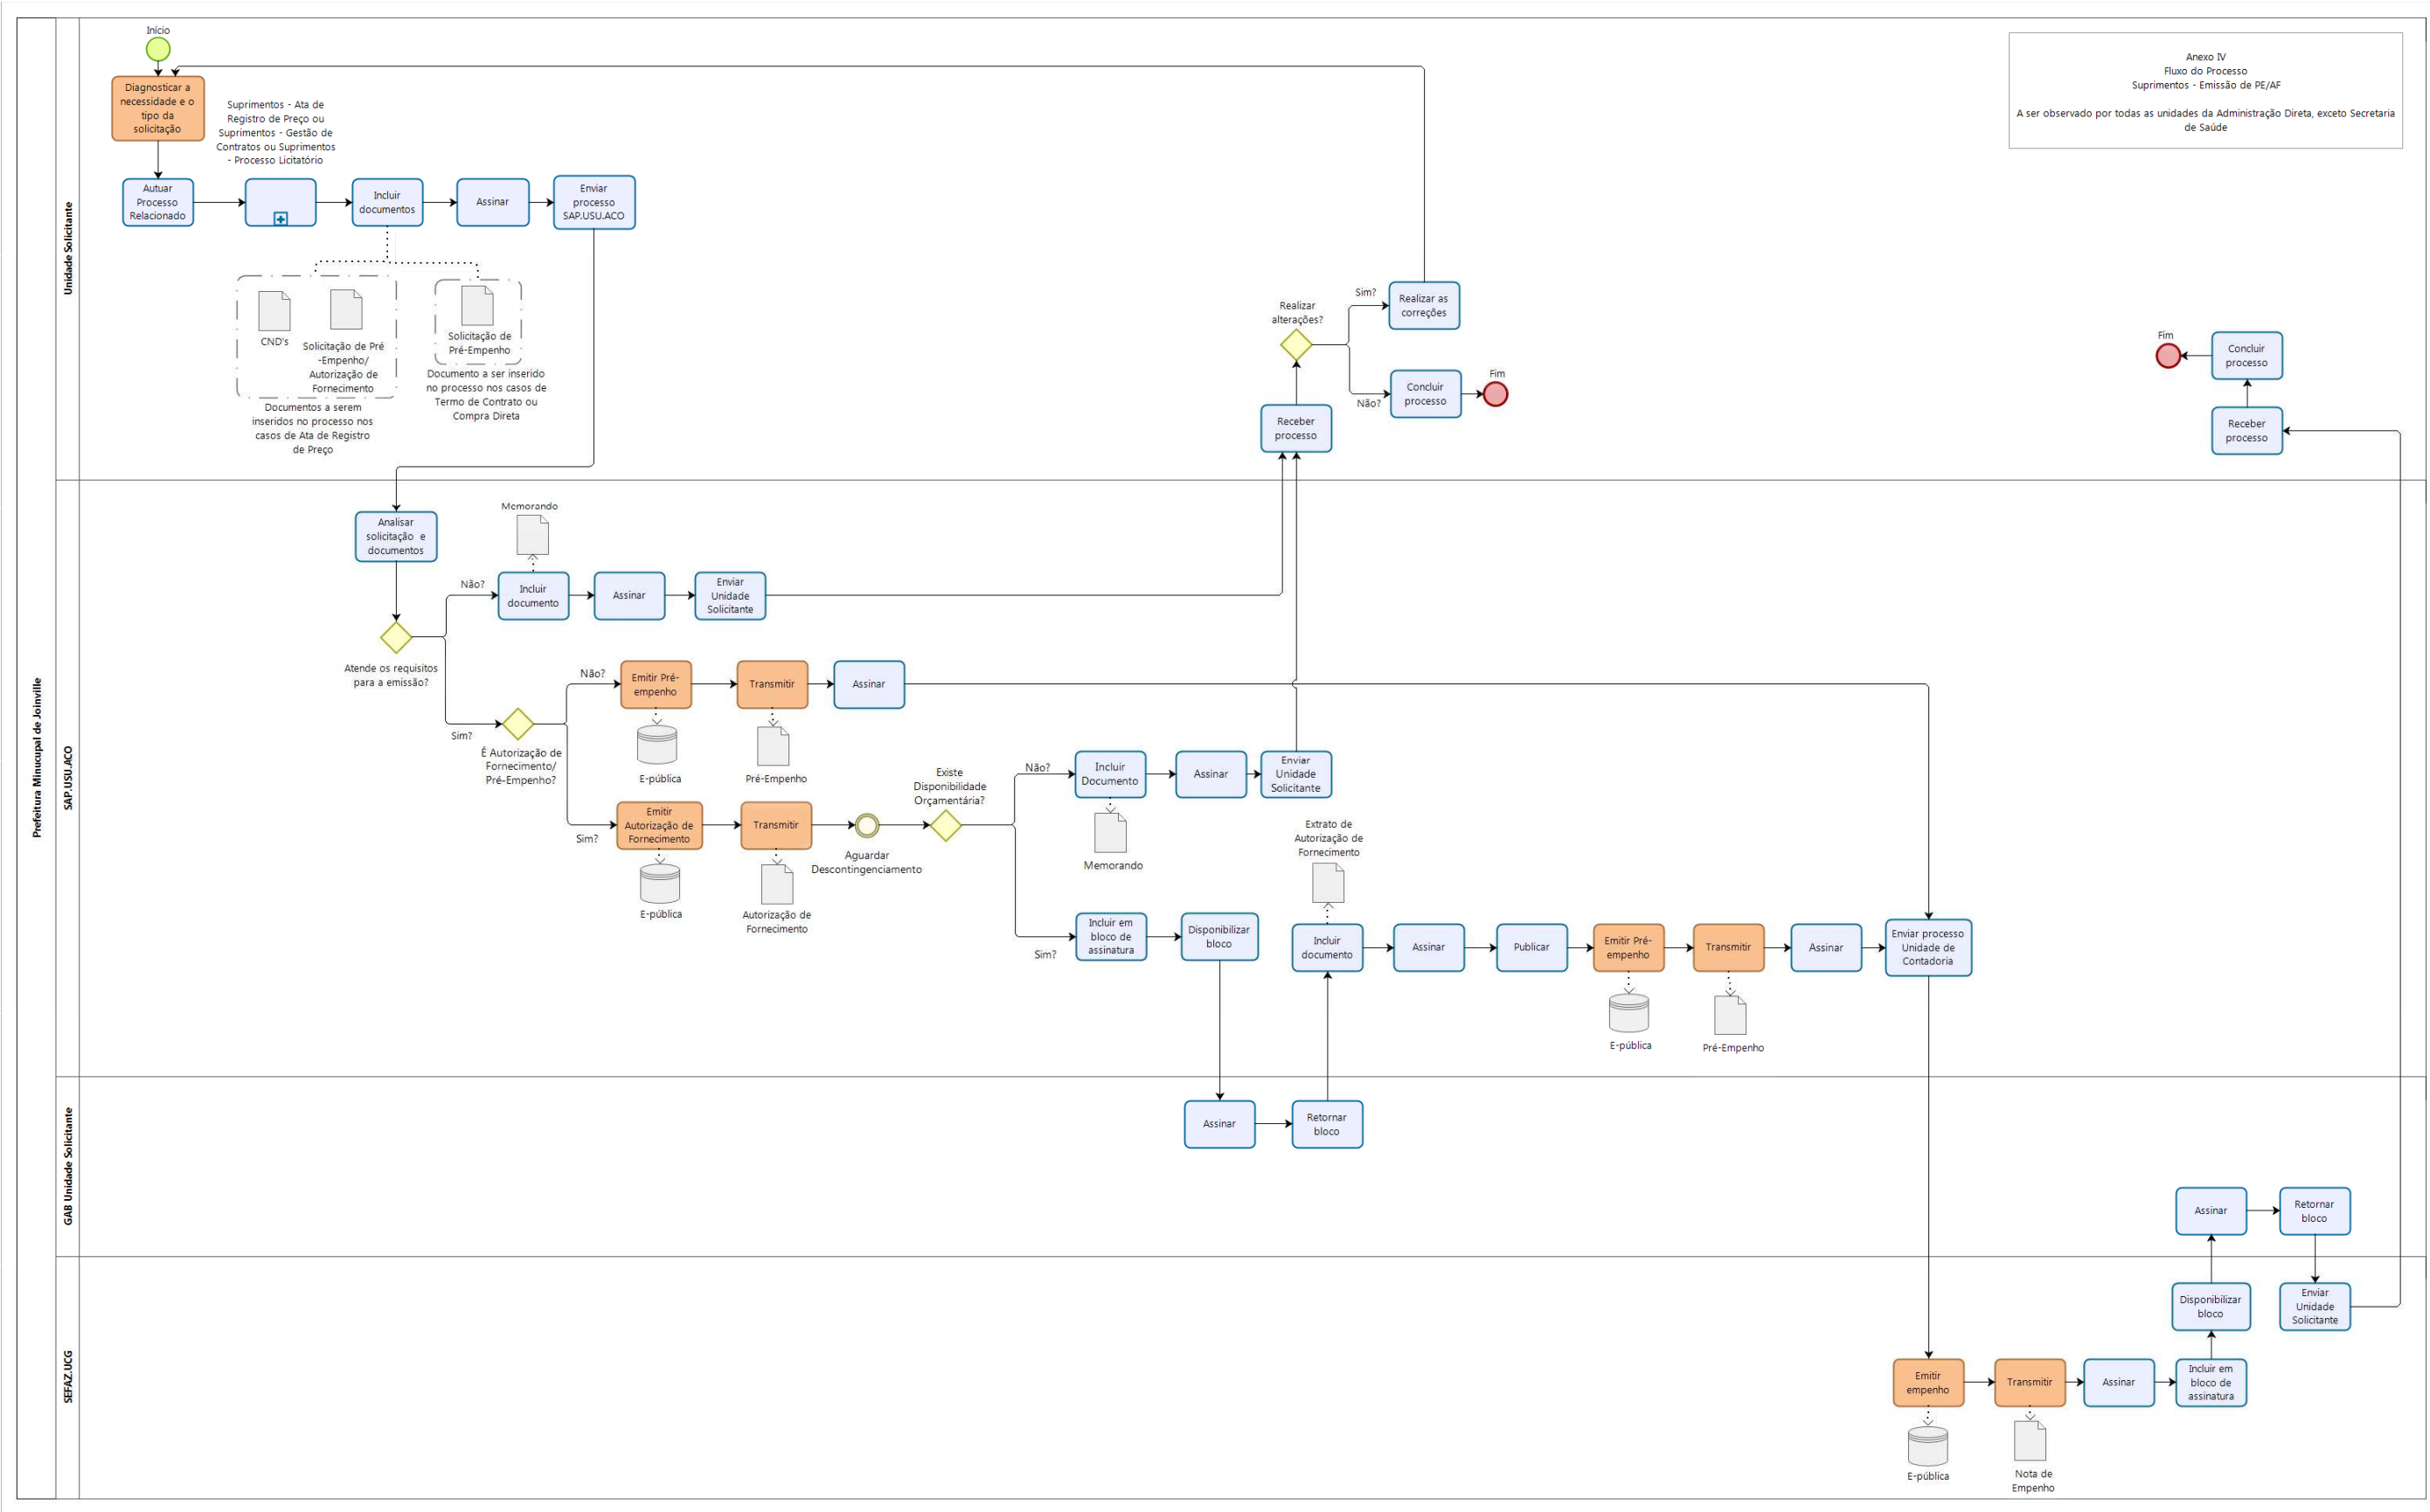 Início
Diagnosticar a
necessidade e o
tipo da
solicitação
Suprimentos - Ata de
Registro de Preço ou
Suprimentos - Gestão de
Contratos ou Suprimentos
- Processo Licitatório
Autuar
Processo
Relacionado
Incluir
documentos
Assinar
Enviar
processo
SAP.USU.ACO
CND's
Solicitação de Pré
-Empenho/
Autorização de
Fornecimento
Documentos a serem
inseridos no processo nos
casos de Ata de Registro
de Preço
Solicitação de
Pré-Empenho
Documento a ser inserido
no processo nos casos de
Termo de Contrato ou
Compra Direta
Anexo IV
Fluxo do Processo
Suprimentos - Emissão de PE/AF
A ser observado por todas as unidades da Administração Direta, exceto Secretaria
de Saúde
Realizar
alterações?
Sim?
Realizar as
correções
Não?
Concluir
processo
Fim
Receber
processo
Fim
Concluir
processo
Receber
processo
Unidade Solicitante
Prefeitura Minucupal de Joinville
SAP.USU.ACO
Analisar
solicitação e
documentos
Atende os requisitos
para a emissão?
Não?
Memorando
Incluir
documento
Assinar
Enviar
Unidade
Solicitante
Sim?
É Autorização de
Fornecimento/
Pré-Empenho?
Não?
Emitir Pré-
empenho
E-pública
Transmitir
Pré-Empenho
Assinar
Sim?
Emitir
Autorização de
Fornecimento
E-pública
Transmitir
Autorização de
Fornecimento
Aguardar
Descontingenciamento
Existe
Disponibilidade
Orçamentária?
Não?
Incluir
Documento
Memorando
Assinar
Enviar
Unidade
Solicitante
Sim?
Incluir em
bloco de
assinatura
Disponibilizar
bloco
Extrato de
Autorização de
Fornecimento
Incluir
documento
Assinar
Publicar
Emitir Pré-
empenho
E-pública
Transmitir
Pré-Empenho
Assinar
Enviar processo
Unidade de
Contadoria
GAB Unidade Solicitante
Assinar
Retornar
bloco
Assinar
Retornar
bloco
SEFAZ.UCG
Disponibilizar
bloco
Enviar
Unidade
Solicitante
Emitir
empenho
E-pública
Transmitir
Nota de
Empenho
Assinar
Incluir em
bloco de
assinatura